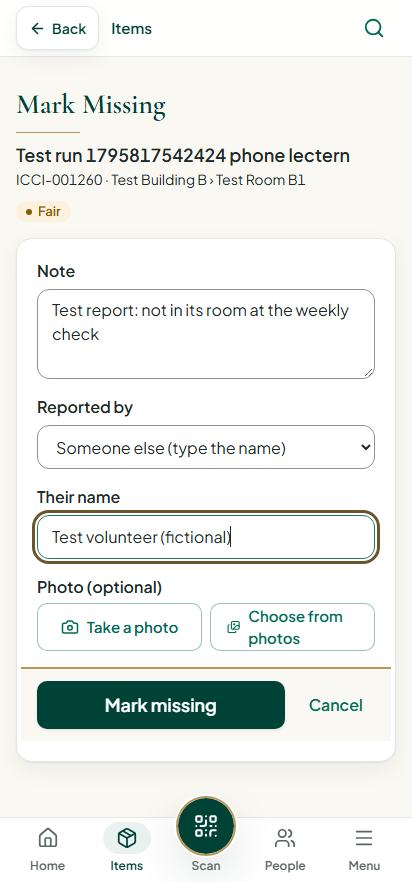 Back
Items
Mark Missing
Test run 1795817542424 phone lectern
ICCI-001260 · Test Building B › Test Room B1
Fair
Note
Test report: not in its room at the weekly
check
Reported by
Someone else (type the name)
Their name
Test volunteer (fictional)
Photo (optional)
Take a photo
Choose from
photos
Mark missing
Cancel
Home
Items
Scan
People
Menu